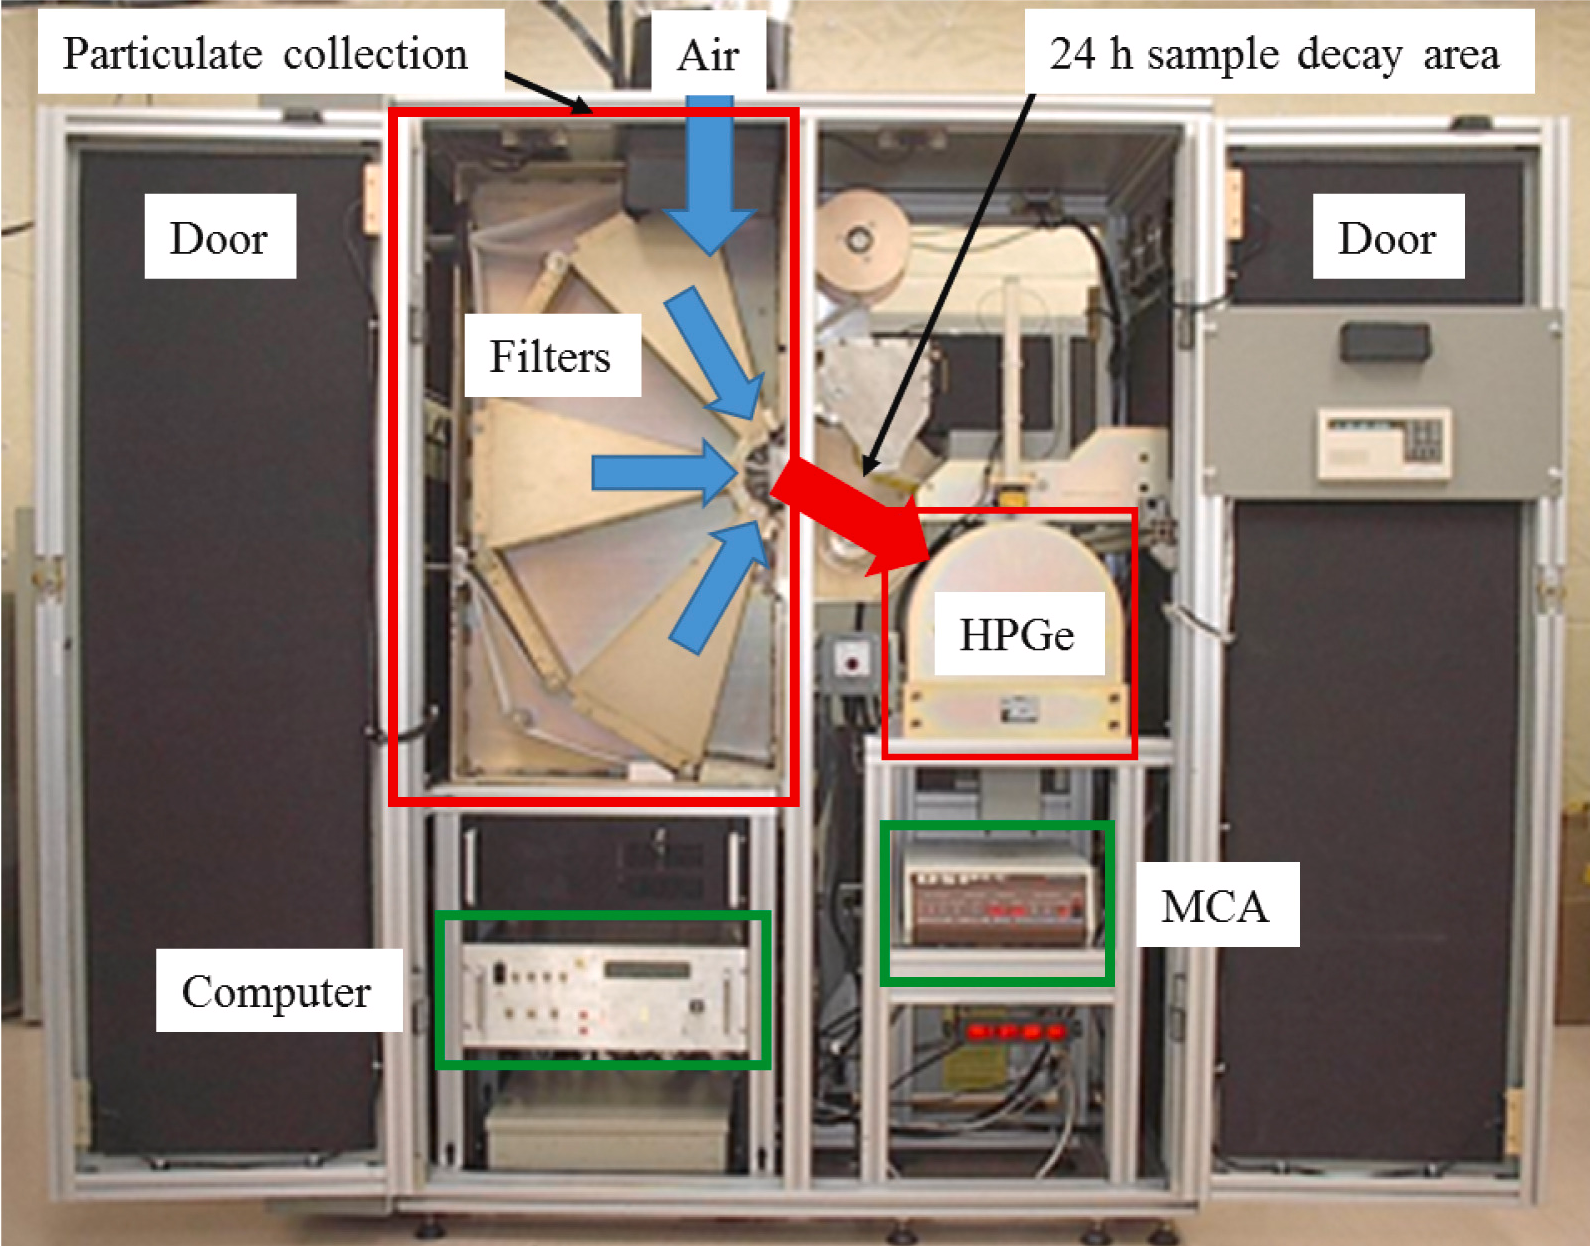 Particulate collection
Air
24 h sample decay area
Door
Door
Filters
HPGe
MCA
Computer